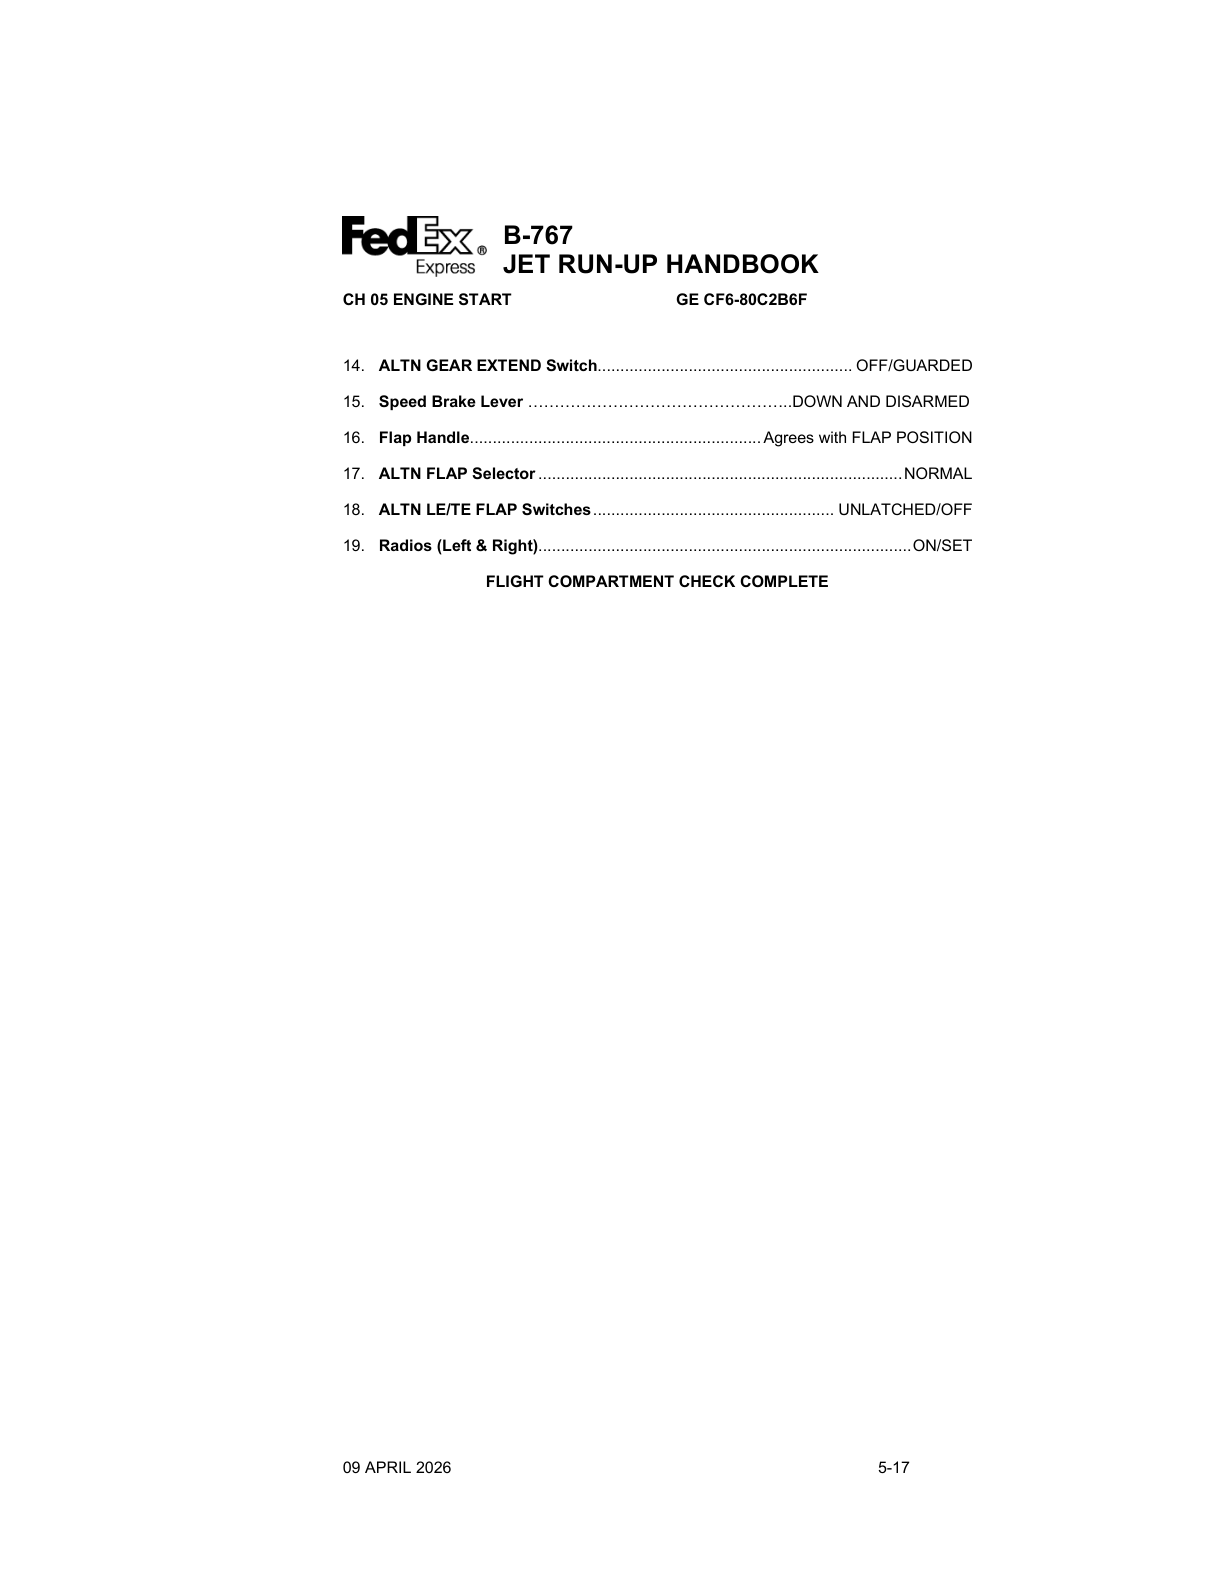 FedEx® B-767
Express JET RUN-UP HANDBOOK
CH 05 ENGINE START GE CF6-80C2B6F
14. ALTN GEAR EXTEND Switch........................................................ OFF/GUARDED
15. Speed Brake Lever …………………………………………..DOWN AND DISARMED
16. Flap Handle................................................................Agrees with FLAP POSITION
17. ALTN FLAP Selector ................................................................................NORMAL
18. ALTN LE/TE FLAP Switches..................................................... UNLATCHED/OFF
19. Radios (Left & Right)..................................................................................ON/SET
FLIGHT COMPARTMENT CHECK COMPLETE
09 APRIL 2026 5-17